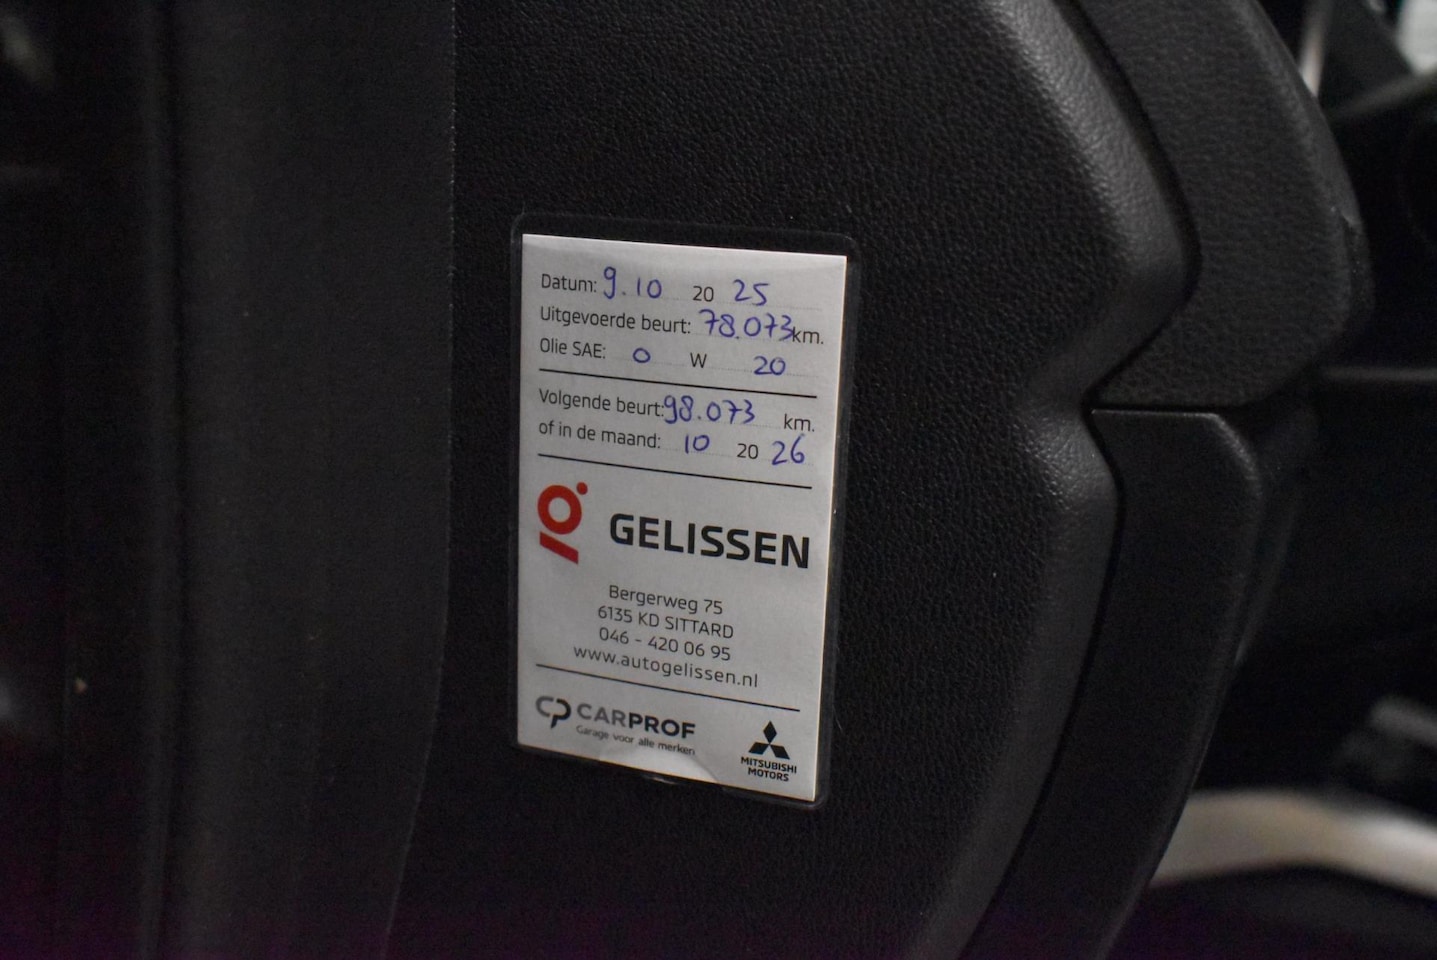 Datum: 9.10 20 25
Uitgevoerde beurt: 78.073 km.
Olie SAE: 0 W 20
Volgende beurt: 98.073 km.
of in de maand: 10 20 26
GELISSEN
Bergerweg 75
6135 KD SITTARD
046 - 420 06 95
www.autogelissen.nl
CP CARPROF
Garage voor alle merken
MITSUBISHI
MOTORS